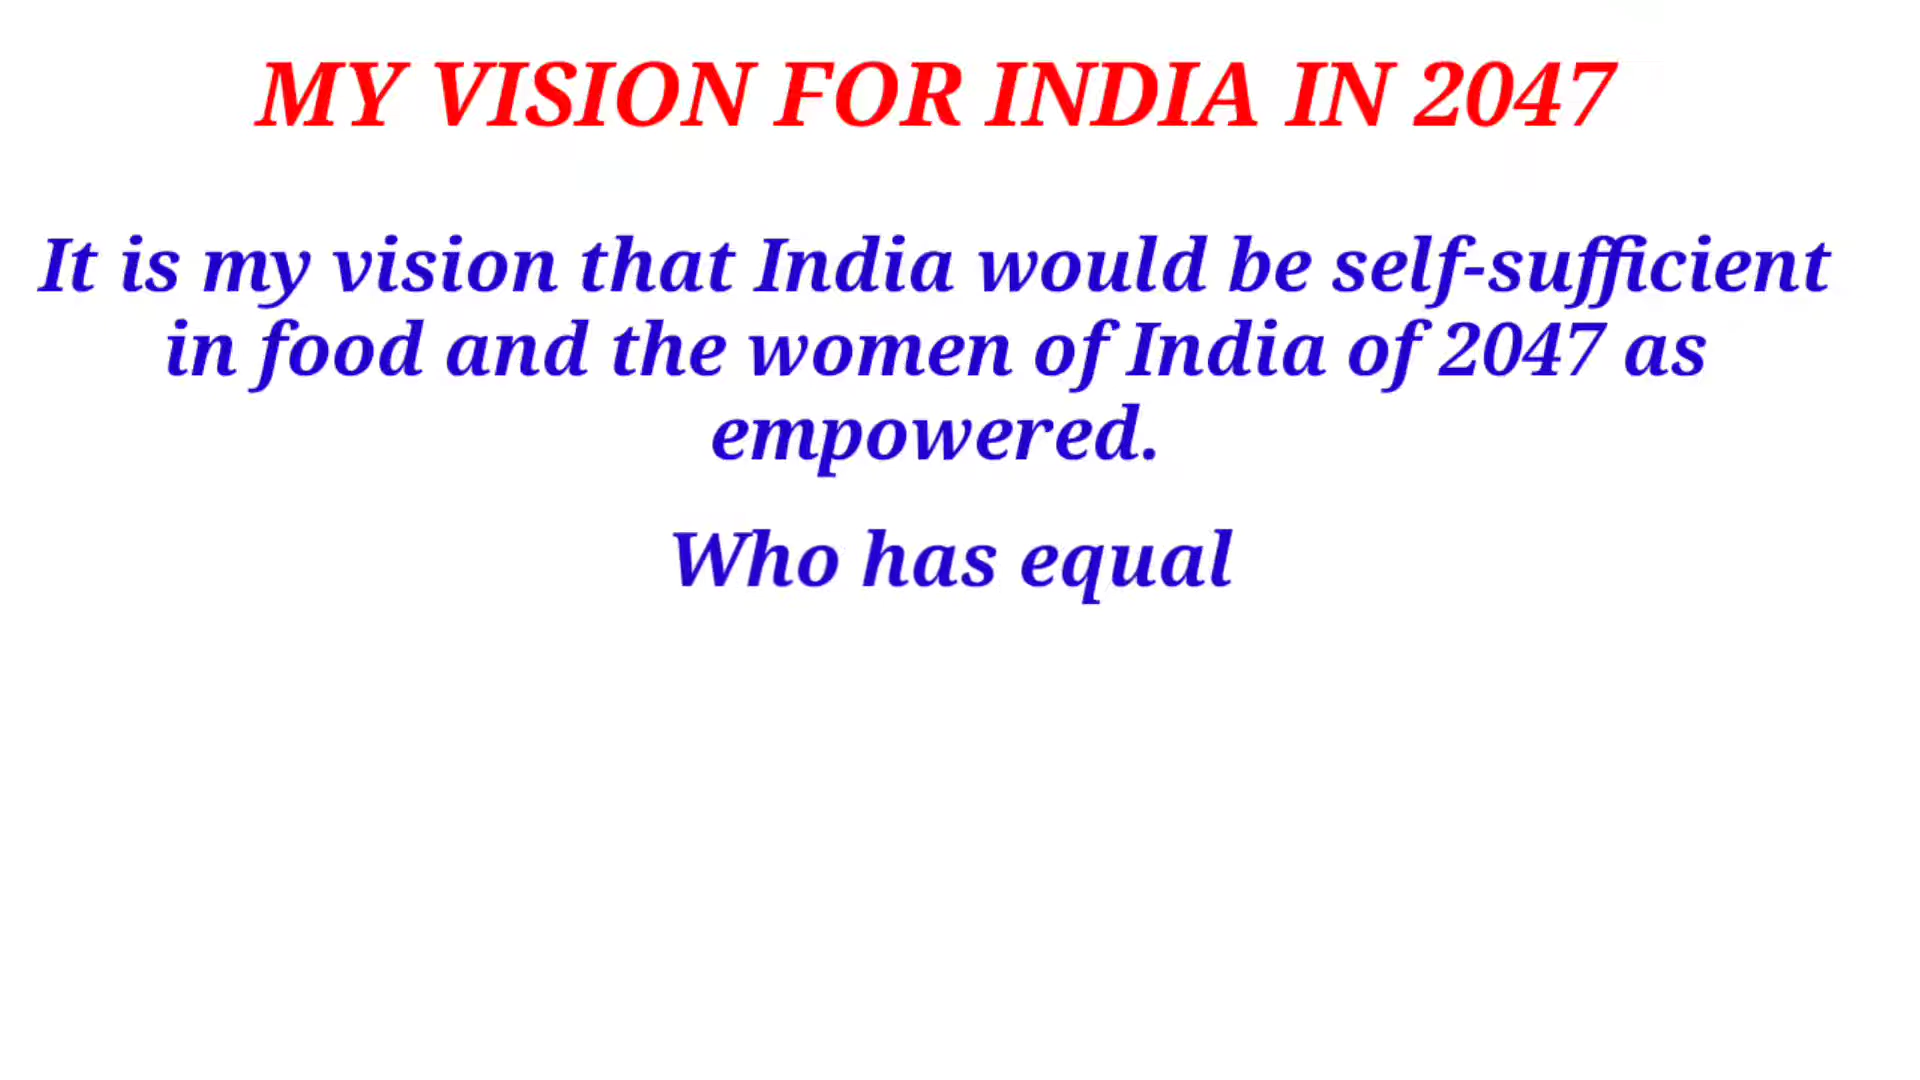 MY VISION FOR INDIA IN 2047
It is my vision that India would be self-sufficient
in food and the women of India of 2047 as
empowered.
Who has equal